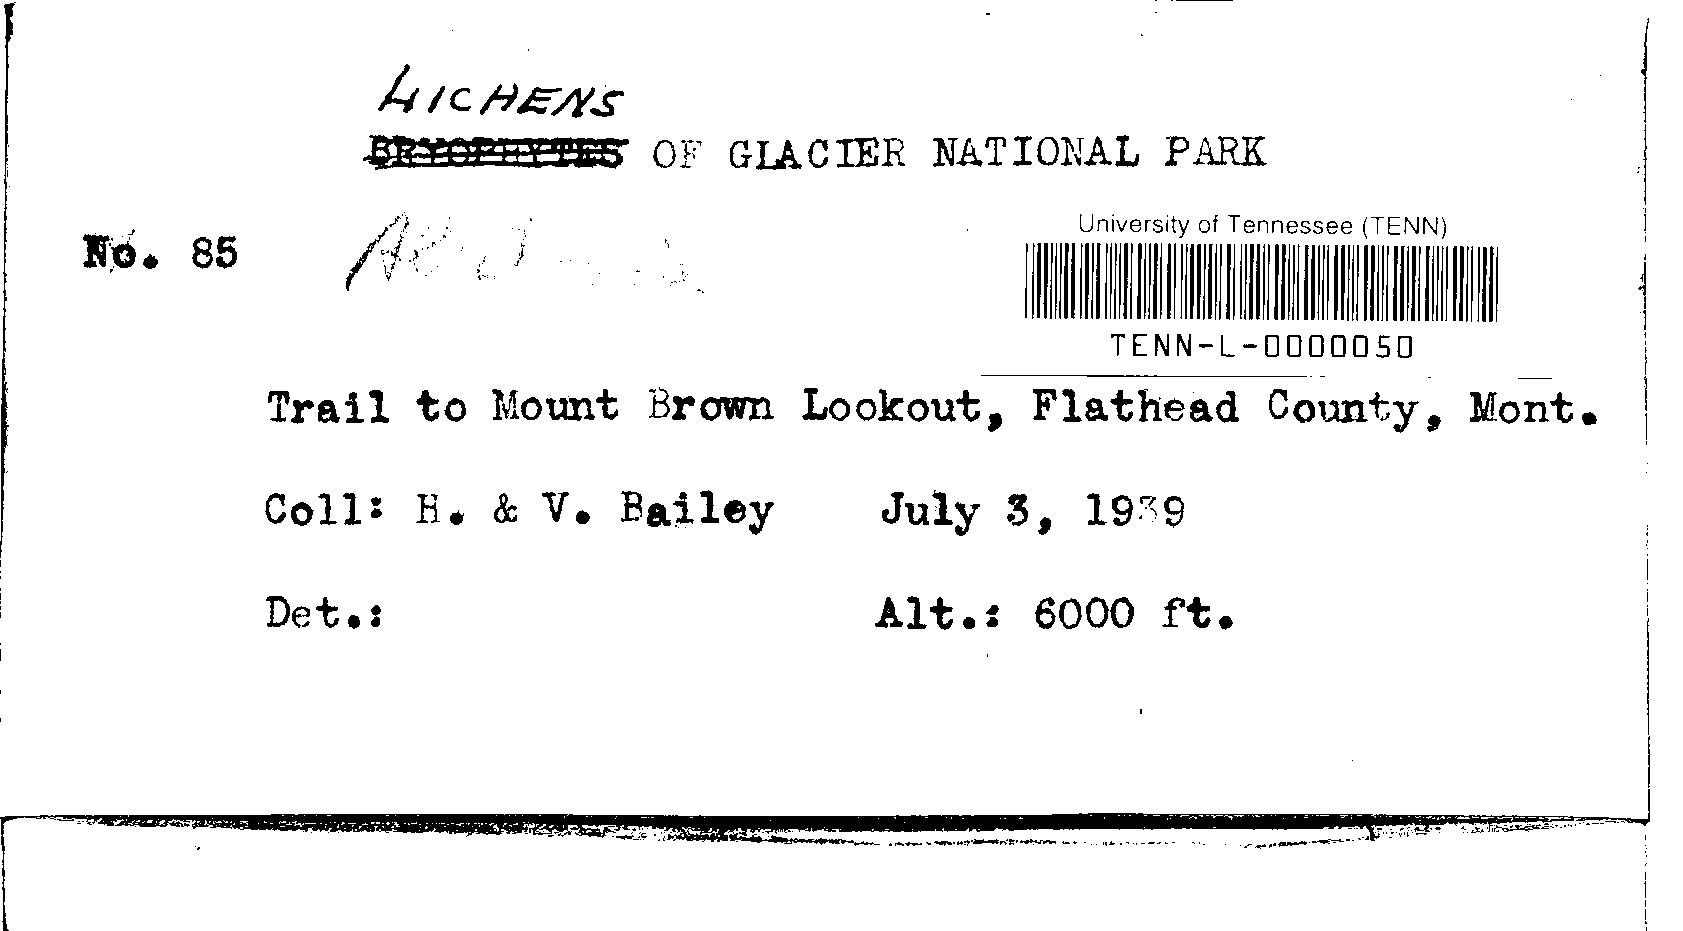 LICHENS
BRYOPHYTES OF GLACIER NATIONAL PARK
University of Tennessee (TENN)
No. 85
TENN-L-0000050
Trail to Mount Brown Lookout, Flathead County, Mont.
Coll: H. & V. Bailey July 3, 1939
Det.: Alt.: 6000 ft.